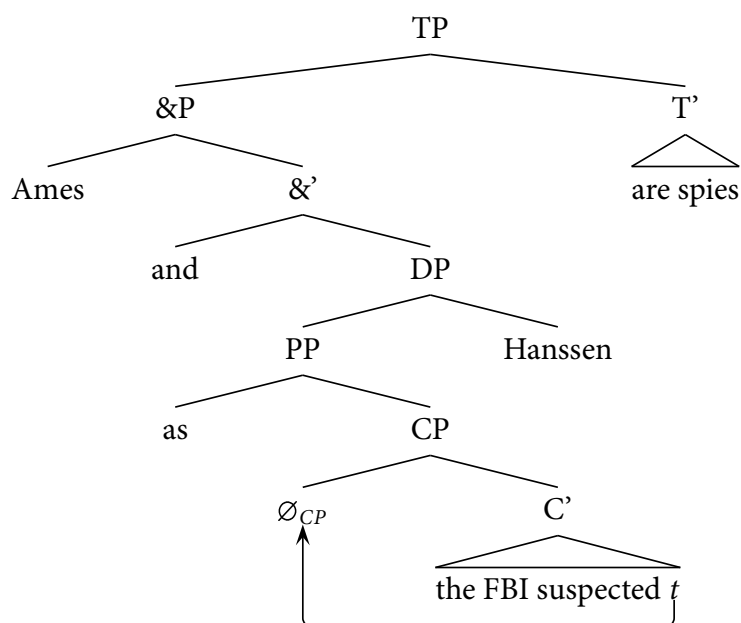 TP
&P T’
Ames &’ are spies
and DP
PP Hanssen
as CP
∅CP C’
the FBI suspected t